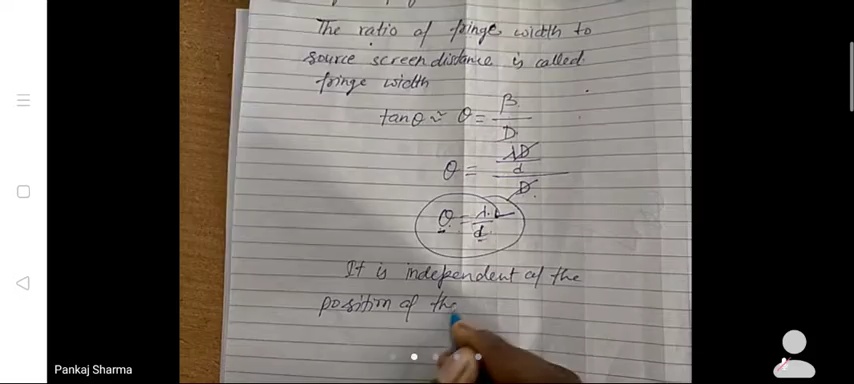 The ratio of fringe width to
source screen distance is called
fringe width
tanθ ≈ θ = β/D
θ = λD/d/D
θ = λ/d
It is independent of the
position of the
Pankaj Sharma